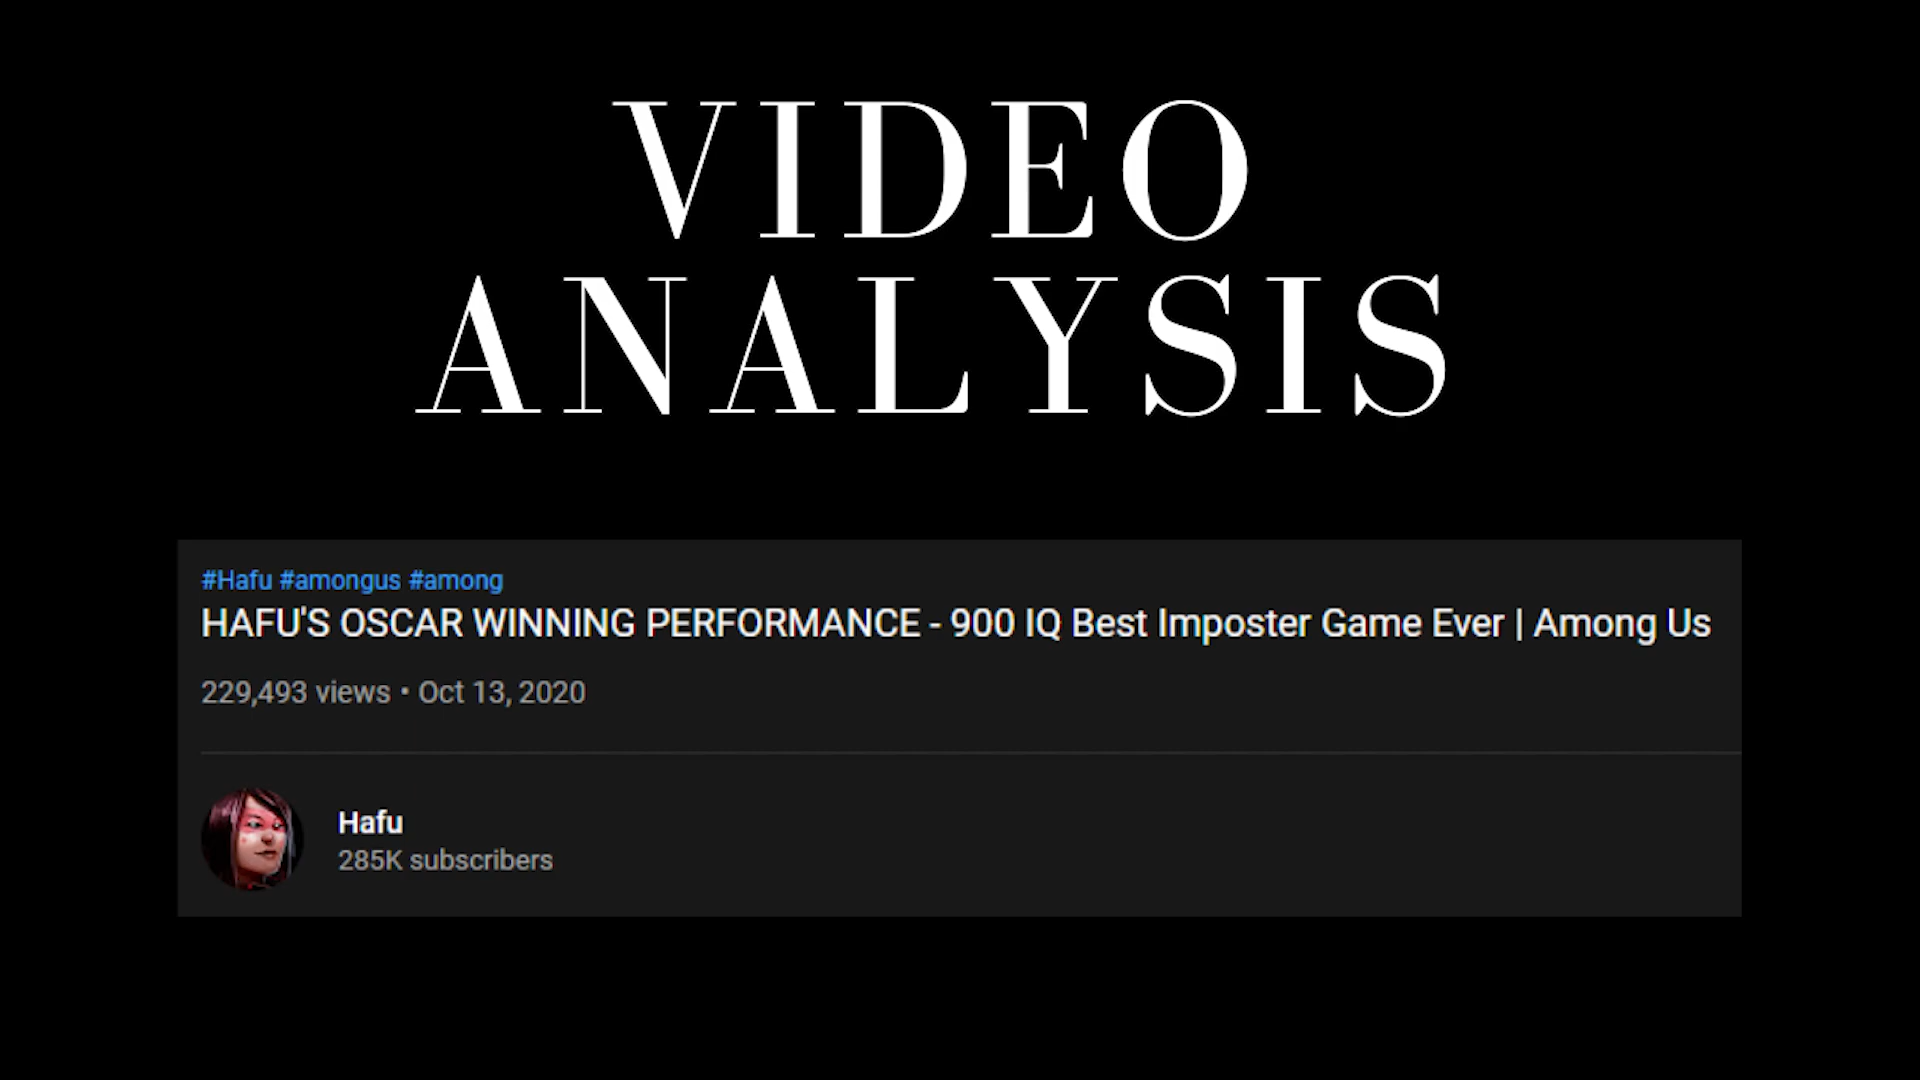 VIDEO
ANALYSIS
#Hafu #amongus #among
HAFU'S OSCAR WINNING PERFORMANCE - 900 IQ Best Imposter Game Ever | Among Us
229,493 views • Oct 13, 2020
Hafu
285K subscribers